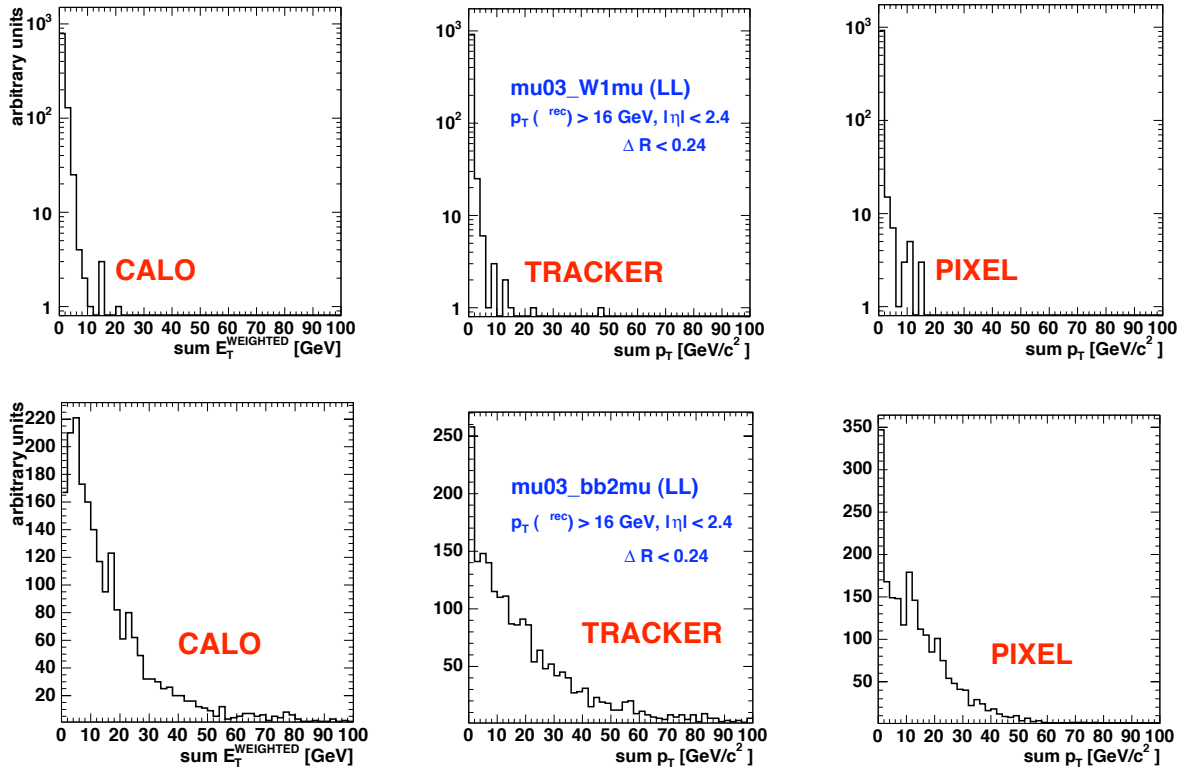 arbitrary units
10³
10²
10
1
CALO
0 10 20 30 40 50 60 70 80 90 100
sum E_T^WEIGHTED [GeV]
10³
10²
10
1
mu03_W1mu (LL)
p_T ( ^rec) > 16 GeV, |η| < 2.4
Δ R < 0.24
TRACKER
0 10 20 30 40 50 60 70 80 90 100
sum p_T [GeV/c²]
10³
10²
10
1
PIXEL
0 10 20 30 40 50 60 70 80 90 100
sum p_T [GeV/c²]
arbitrary units
220
200
180
160
140
120
100
80
60
40
20
CALO
0 10 20 30 40 50 60 70 80 90 100
sum E_T^WEIGHTED [GeV]
250
200
150
100
50
mu03_bb2mu (LL)
p_T ( ^rec) > 16 GeV, |η| < 2.4
Δ R < 0.24
TRACKER
0 10 20 30 40 50 60 70 80 90 100
sum p_T [GeV/c²]
350
300
250
200
150
100
50
PIXEL
0 10 20 30 40 50 60 70 80 90 100
sum p_T [GeV/c²]